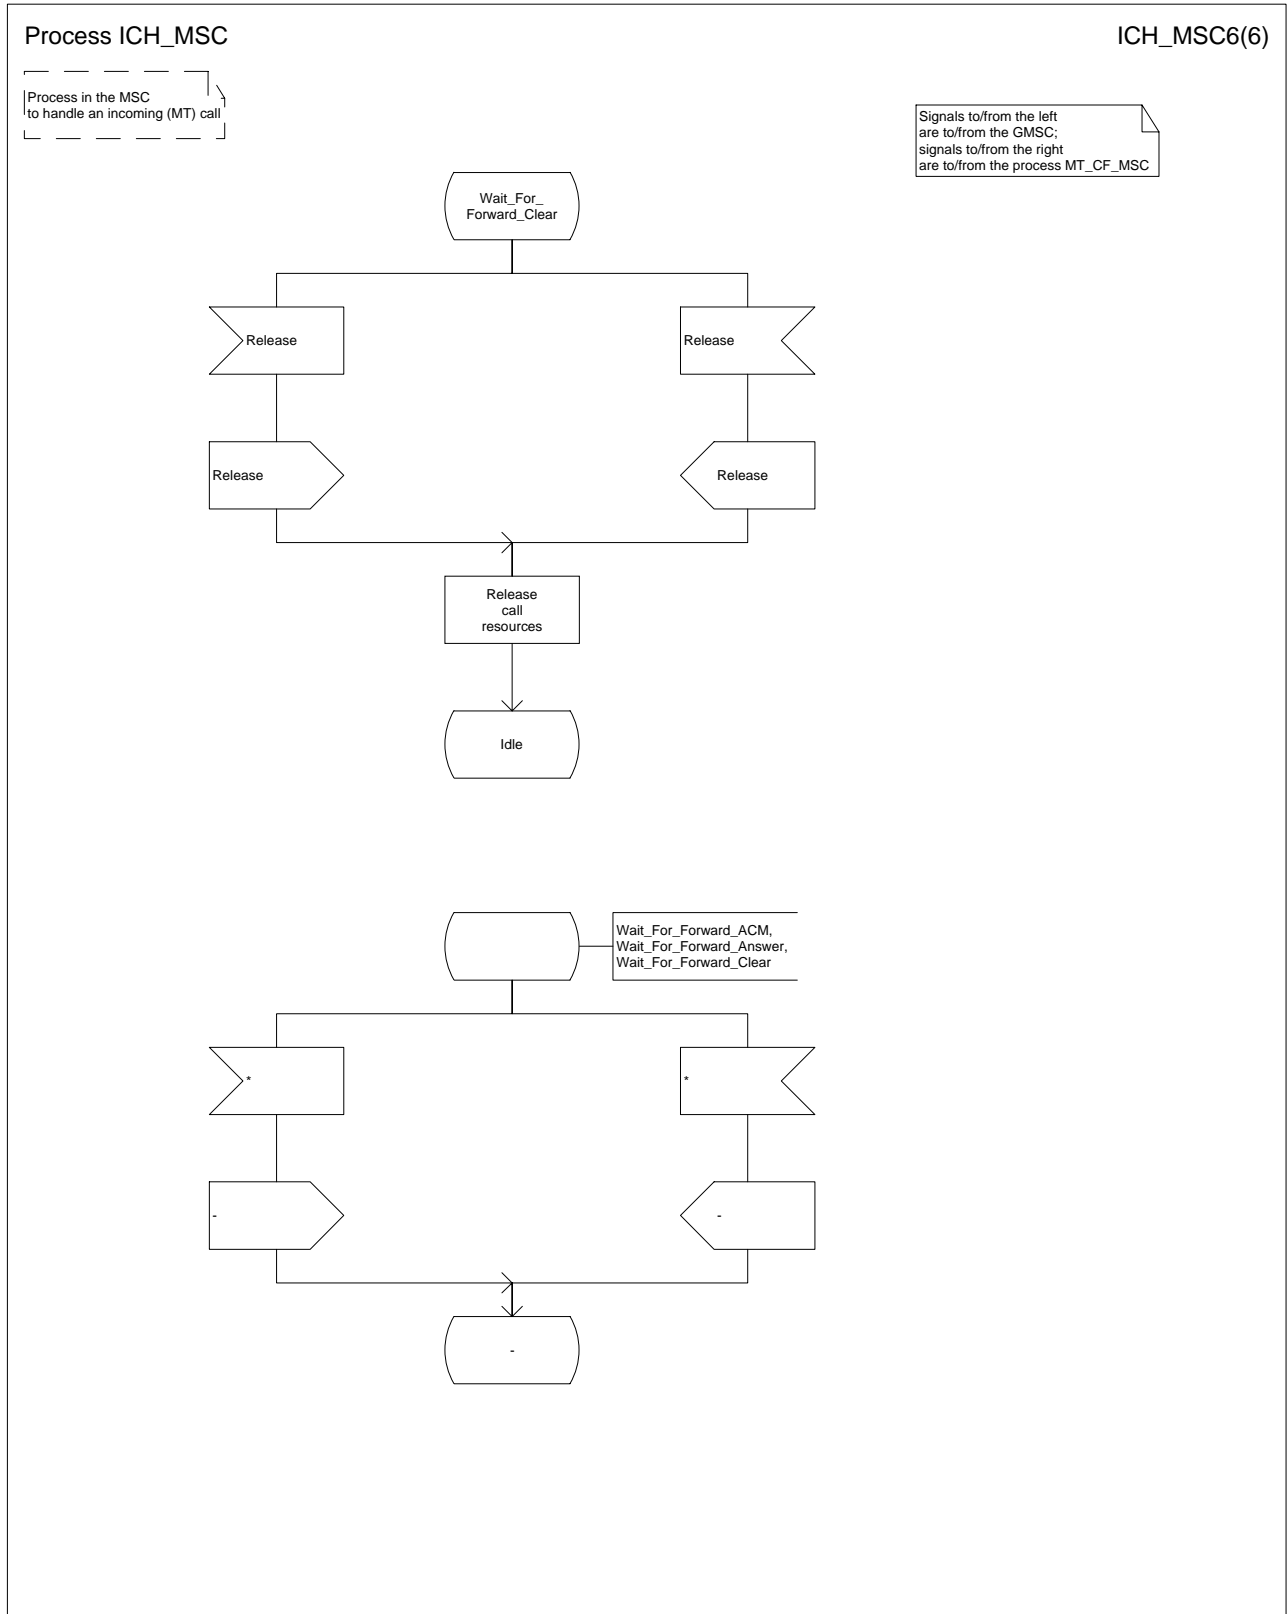 Process ICH_MSC
ICH_MSC6(6)
Process in the MSC
to handle an incoming (MT) call
Signals to/from the left
are to/from the GMSC;
signals to/from the right
are to/from the process MT_CF_MSC
Wait_For_
Forward_Clear
Release
Release
Release
Release
Release
call
resources
Idle
Wait_For_Forward_ACM,
Wait_For_Forward_Answer,
Wait_For_Forward_Clear
*
*
-
-
-